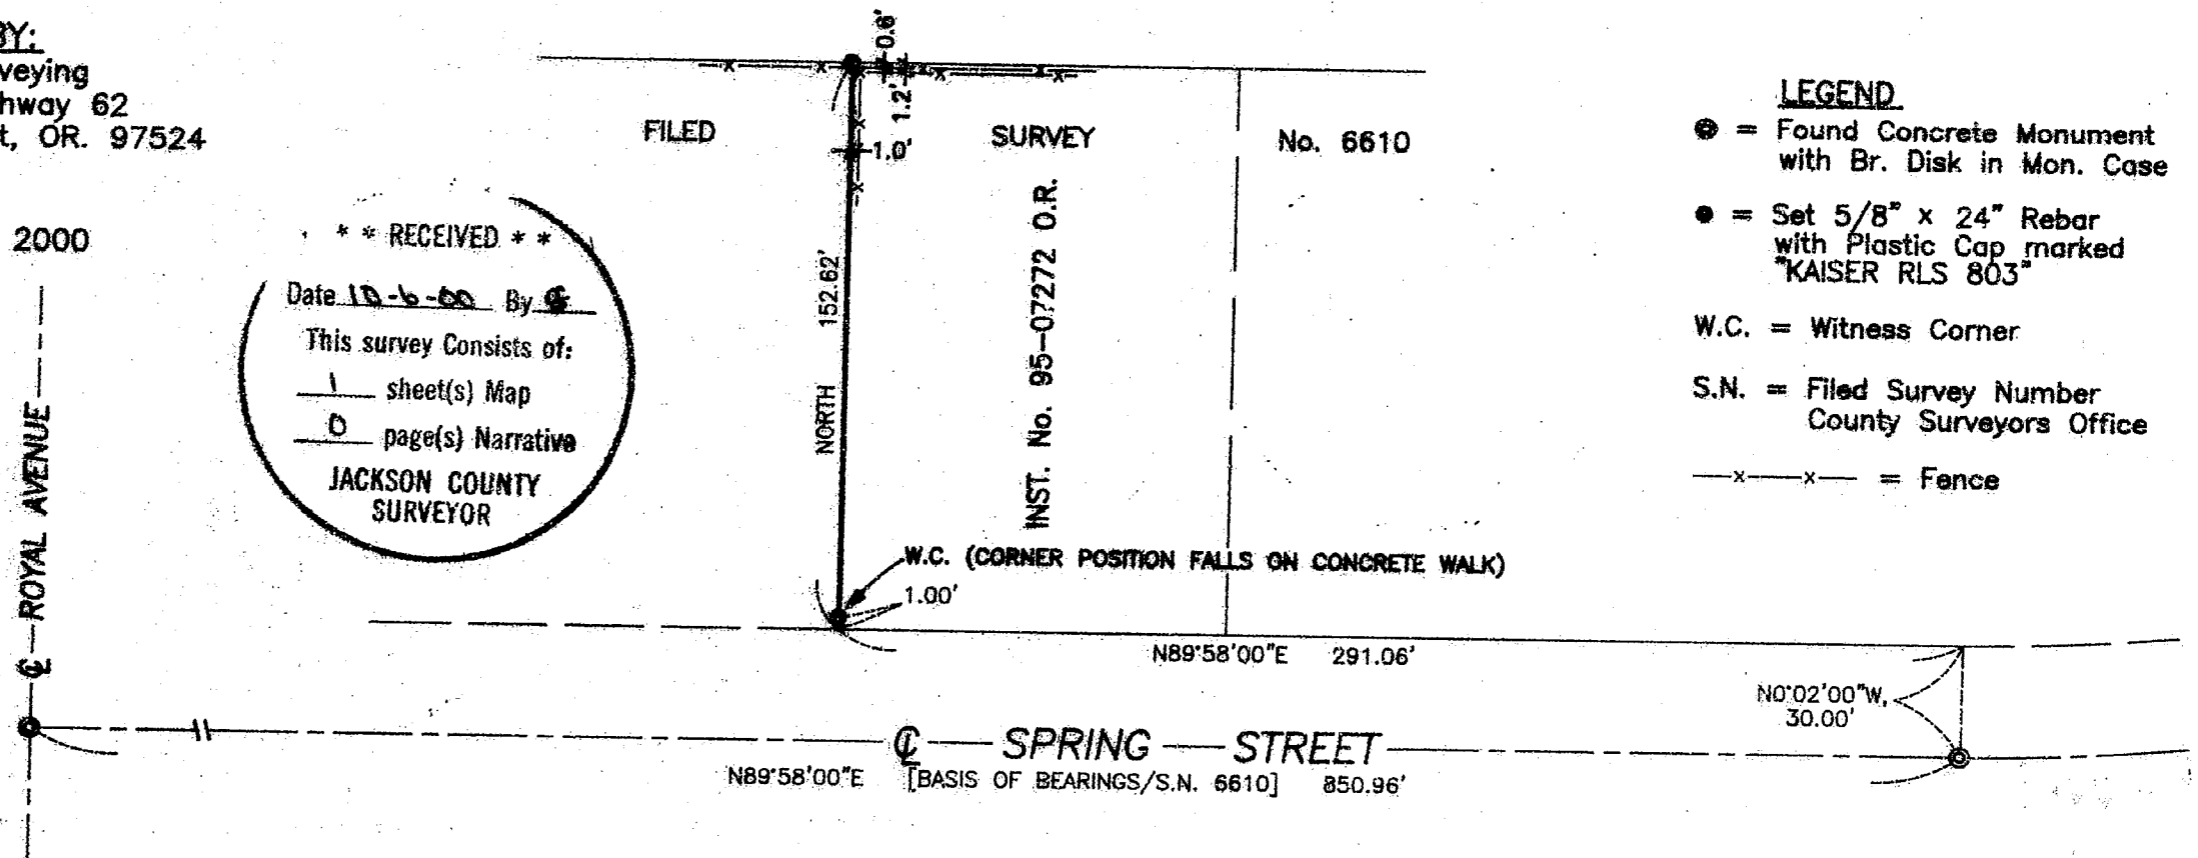 BY:
veying
hway 62
t, OR. 97524
2000
* * RECEIVED * *
Date 10-6-00 By
This survey Consists of:
1 sheet(s) Map
0 page(s) Narrative
JACKSON COUNTY
SURVEYOR
℄ ROYAL AVENUE
FILED SURVEY No. 6610
0.6'
1.2'
1.0'
NORTH 152.62'
INST. No. 95-07272 O.R.
W.C. (CORNER POSITION FALLS ON CONCRETE WALK)
1.00'
N89°58'00"E 291.06'
N0°02'00"W,
30.00'
℄ SPRING STREET
N89°58'00"E [BASIS OF BEARINGS/S.N. 6610] 850.96'
LEGEND
= Found Concrete Monument
with Br. Disk in Mon. Case
= Set 5/8" x 24" Rebar
with Plastic Cap marked
"KAISER RLS 803"
W.C. = Witness Corner
S.N. = Filed Survey Number
County Surveyors Office
—x—x— = Fence